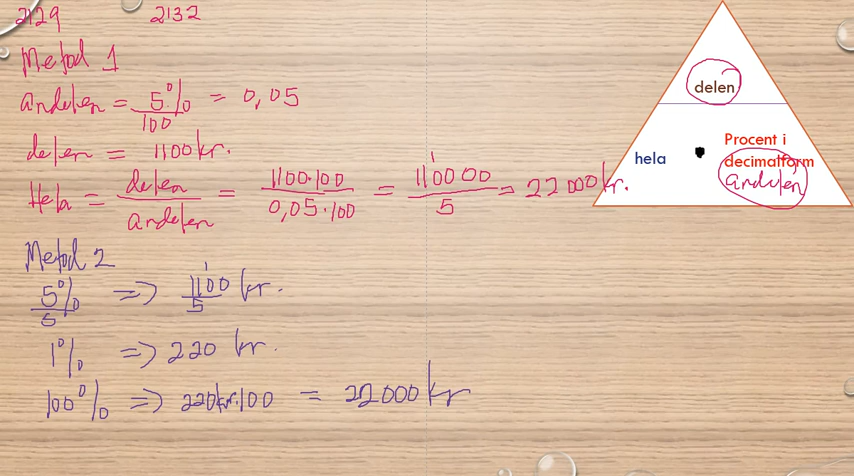 2129 2132
Metod 1
andelen = 5%/100 = 0,05
delen = 1100 kr.
Hela = delen/andelen = 1100·100/0,05·100 = 110000/5 = 22000 kr.
Metod 2
5%/5 => 1100/5 kr.
1% => 220 kr.
100% => 220kr·100 = 22000 kr
delen
hela · Procent i decimalform
andelen